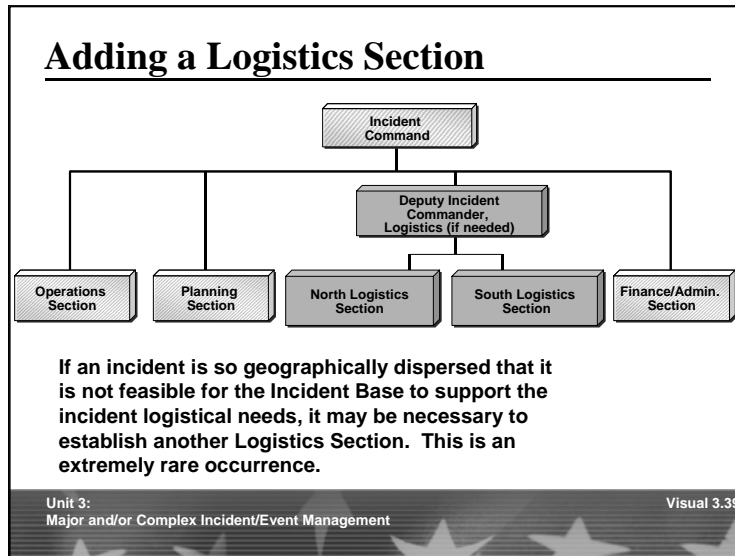 Adding a Logistics Section
Incident
Command
Deputy Incident
Commander,
Logistics (if needed)
Operations
Section
Planning
Section
North Logistics
Section
South Logistics
Section
Finance/Admin.
Section
If an incident is so geographically dispersed that it
is not feasible for the Incident Base to support the
incident logistical needs, it may be necessary to
establish another Logistics Section.  This is an
extremely rare occurrence.
Unit 3:
Major and/or Complex Incident/Event Management
Visual 3.39